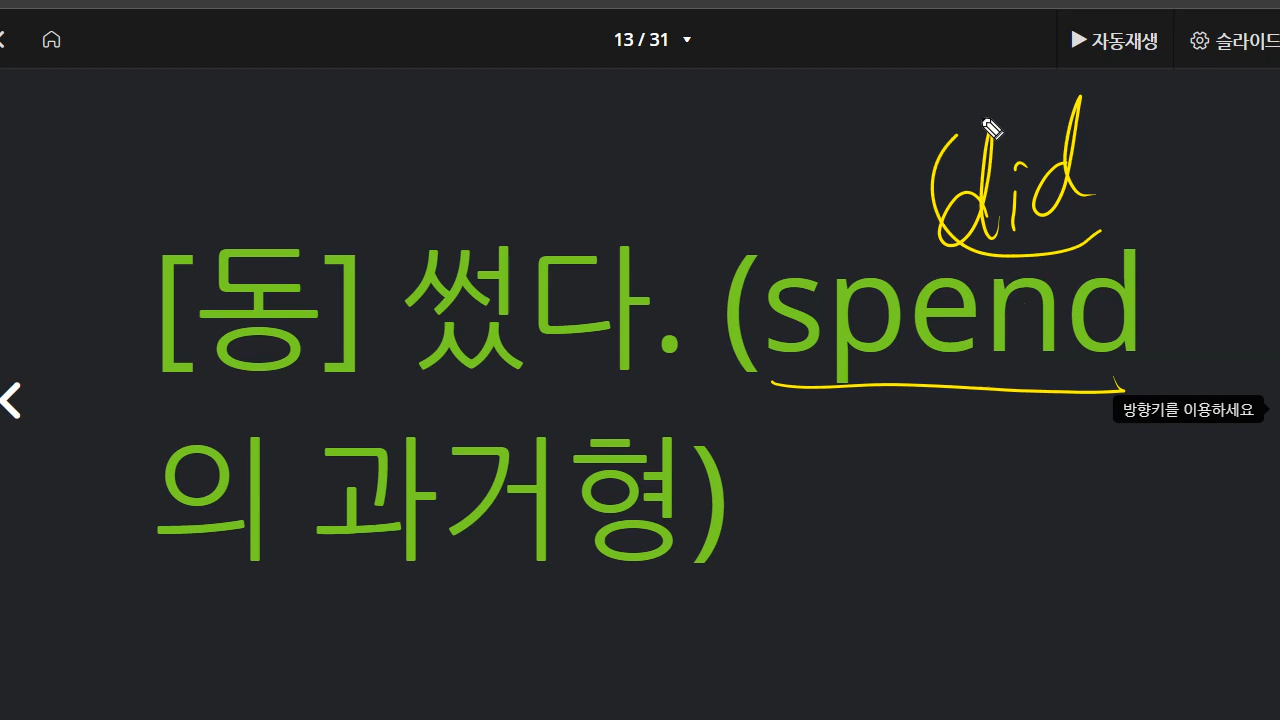 13 / 31
자동재생
슬라이드
did
[동] 썼다. (spend
방향키를 이용하세요
의 과거형)